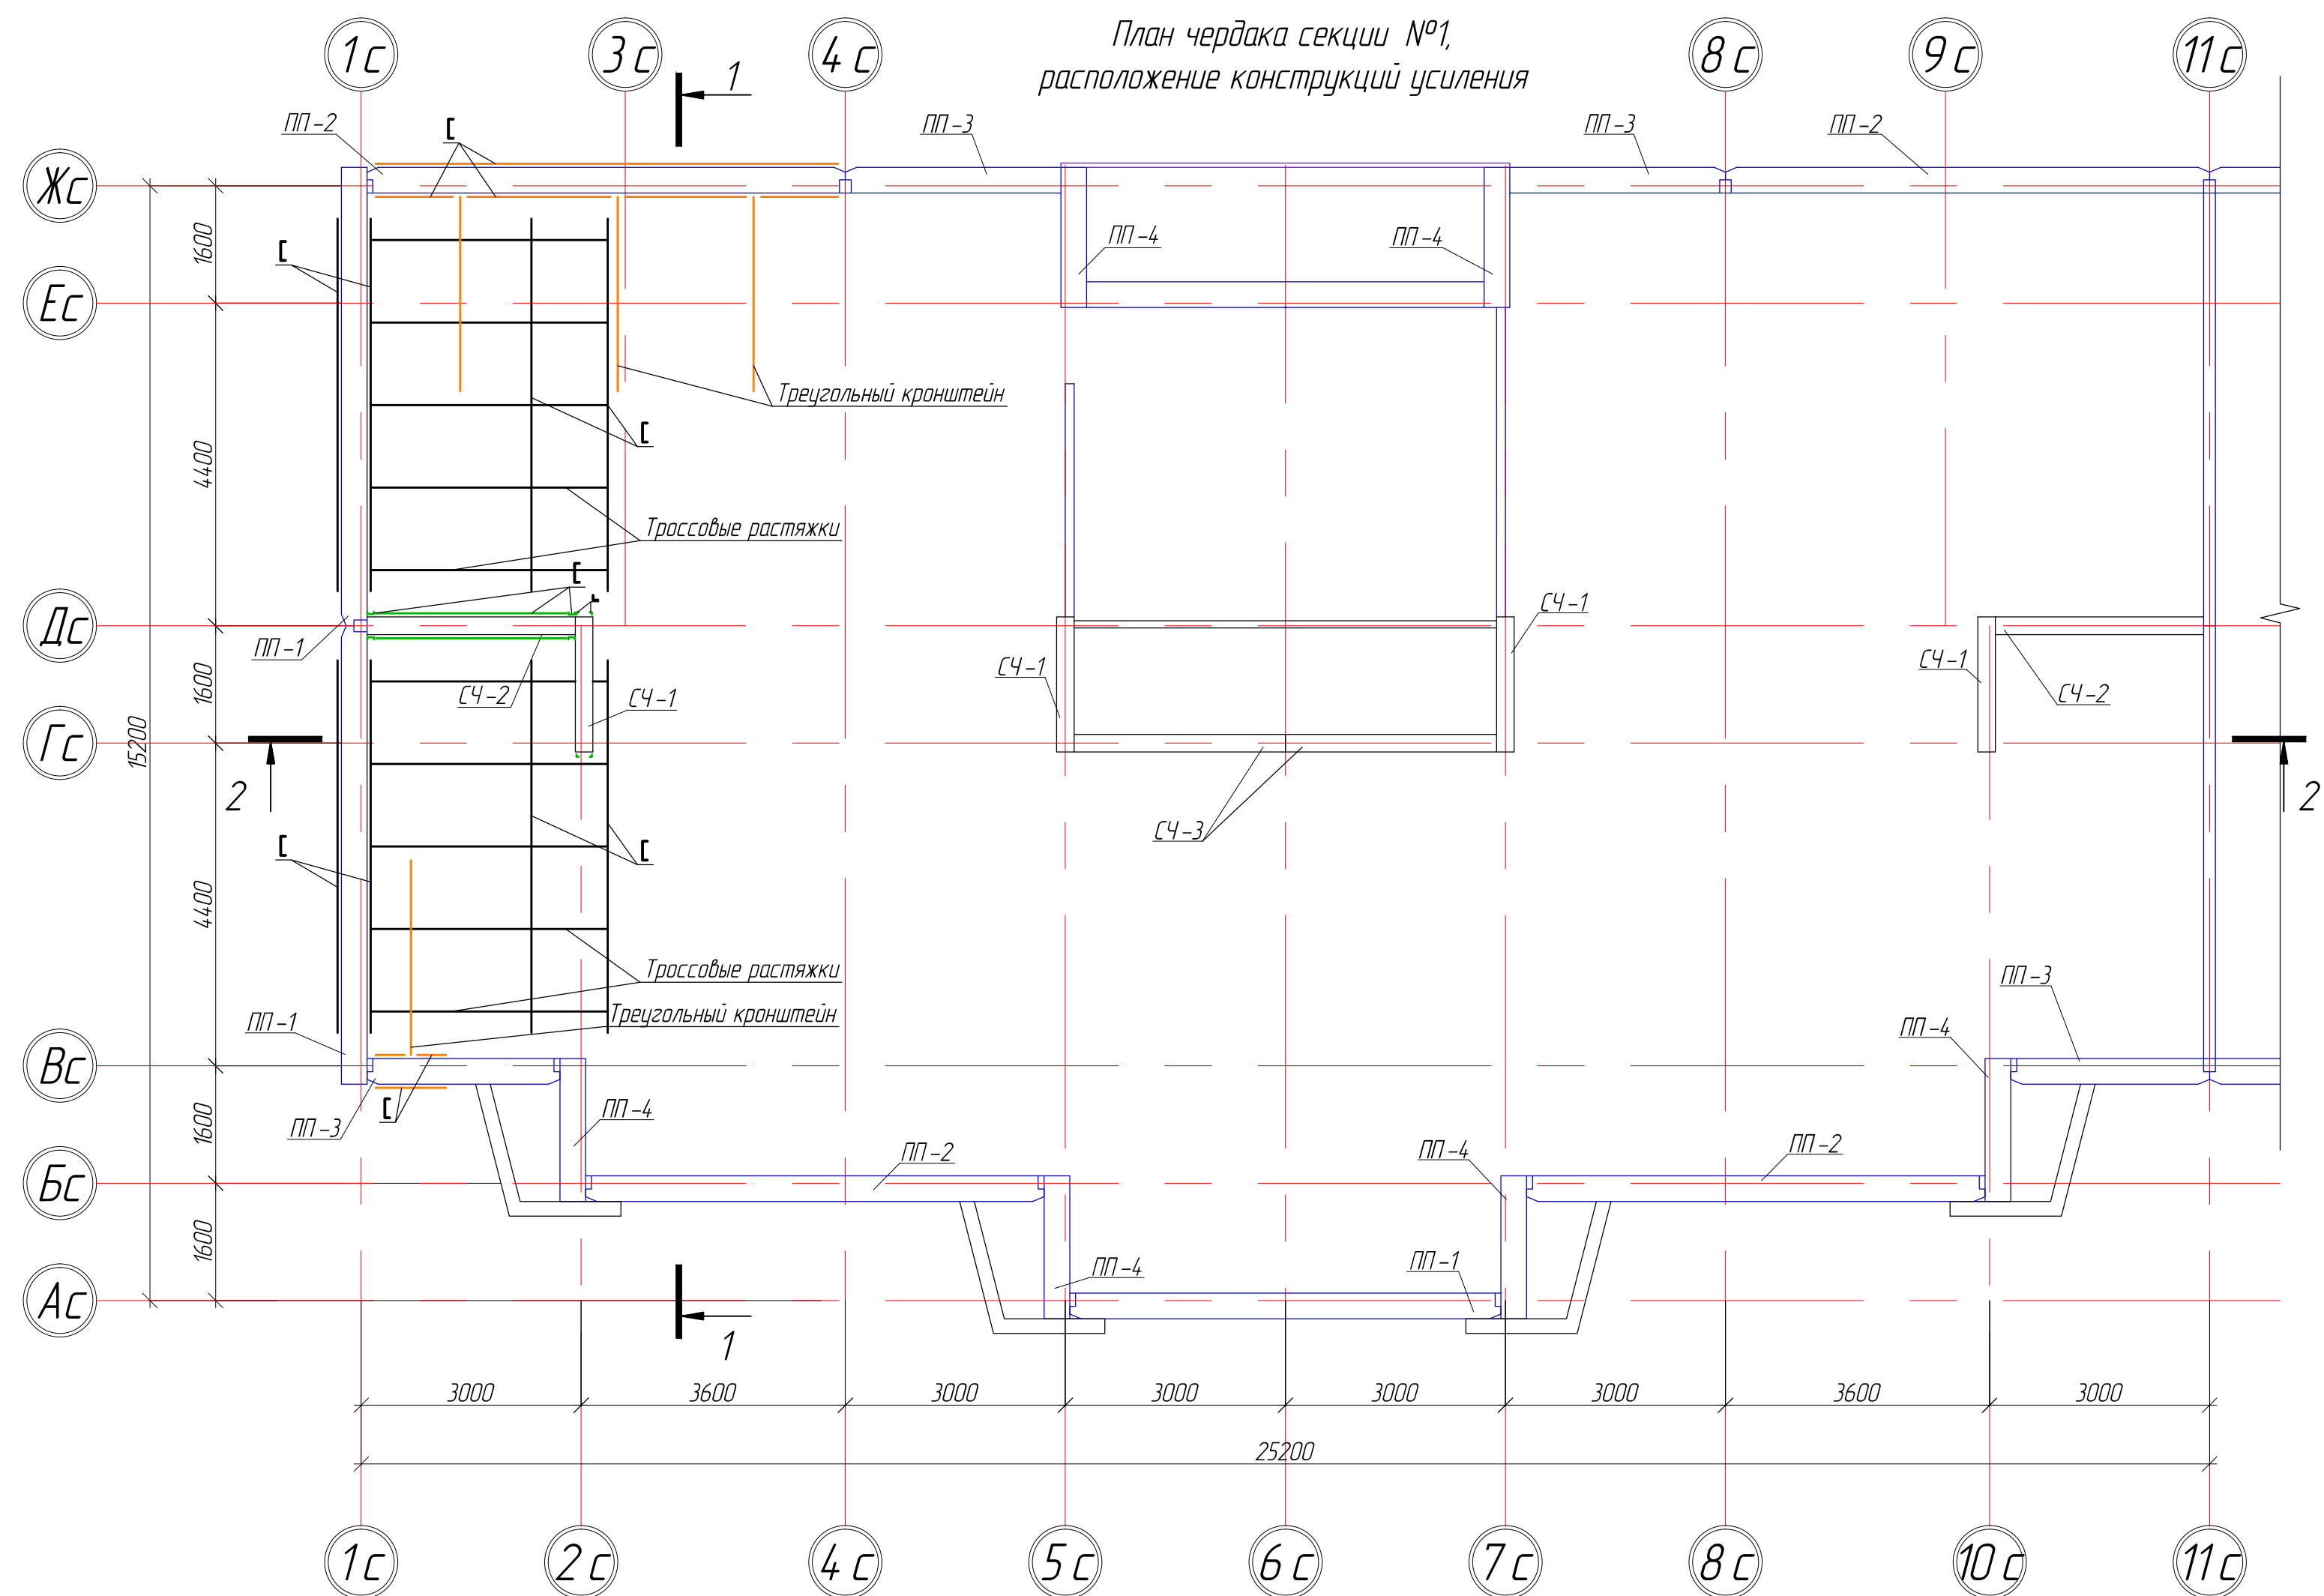 План чердака секции №1,
расположение конструкций усиления
1с
3с
4с
8с
9с
11с
1
ПП-2
ПП-3
ПП-3
ПП-2
Жс
1600
ПП-4
ПП-4
Ес
Треугольный кронштейн
4400
Троссовые растяжки
СЧ-1
Дс
ПП-1
СЧ-1
СЧ-1
1600
СЧ-2
СЧ-1
СЧ-2
15200
Гс
2
2
СЧ-3
4400
Троссовые растяжки
ПП-3
Треугольный кронштейн
ПП-1
ПП-4
Вс
1600
ПП-3
ПП-4
ПП-2
ПП-4
ПП-2
Бс
1600
ПП-4
ПП-1
Ас
1
3000
3600
3000
3000
3000
3000
3600
3000
25200
1с
2с
4с
5с
6с
7с
8с
10с
11с